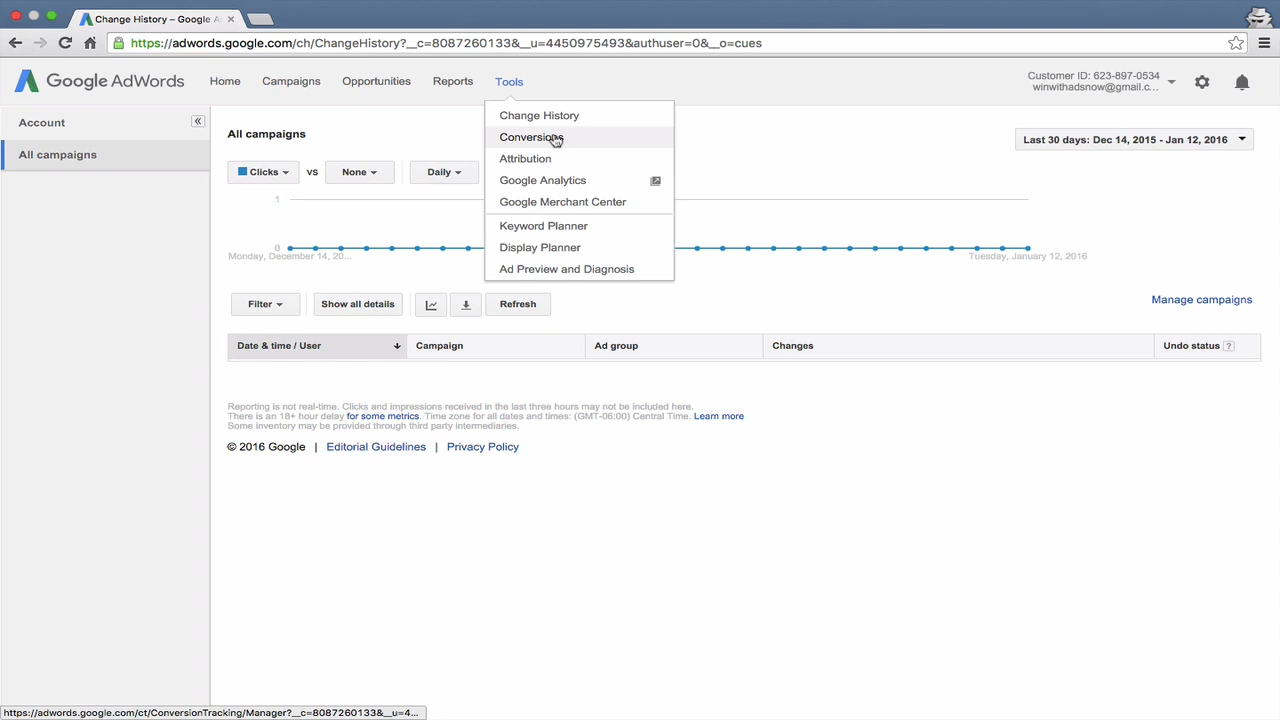 Change History – Google Ad
https://adwords.google.com/ch/ChangeHistory?__c=8087260133&__u=4450975493&authuser=0&__o=cues
Google AdWords
Home
Campaigns
Opportunities
Reports
Tools
Customer ID: 623-897-0534
winwithadsnow@gmail.c...
Account
All campaigns
Change History
Conversions
Attribution
Google Analytics
Google Merchant Center
Keyword Planner
Display Planner
Ad Preview and Diagnosis
All campaigns
Last 30 days: Dec 14, 2015 - Jan 12, 2016
Clicks
vs
None
Daily
1
0
Monday, December 14, 20...
Tuesday, January 12, 2016
Filter
Show all details
Refresh
Manage campaigns
Date & time / User
Campaign
Ad group
Changes
Undo status ?
Reporting is not real-time. Clicks and impressions received in the last three hours may not be included here.
There is an 18+ hour delay for some metrics. Time zone for all dates and times: (GMT-06:00) Central Time. Learn more
Some inventory may be provided through third party intermediaries.
© 2016 Google | Editorial Guidelines | Privacy Policy
https://adwords.google.com/ct/ConversionTracking/Manager?__c=8087260133&__u=4...